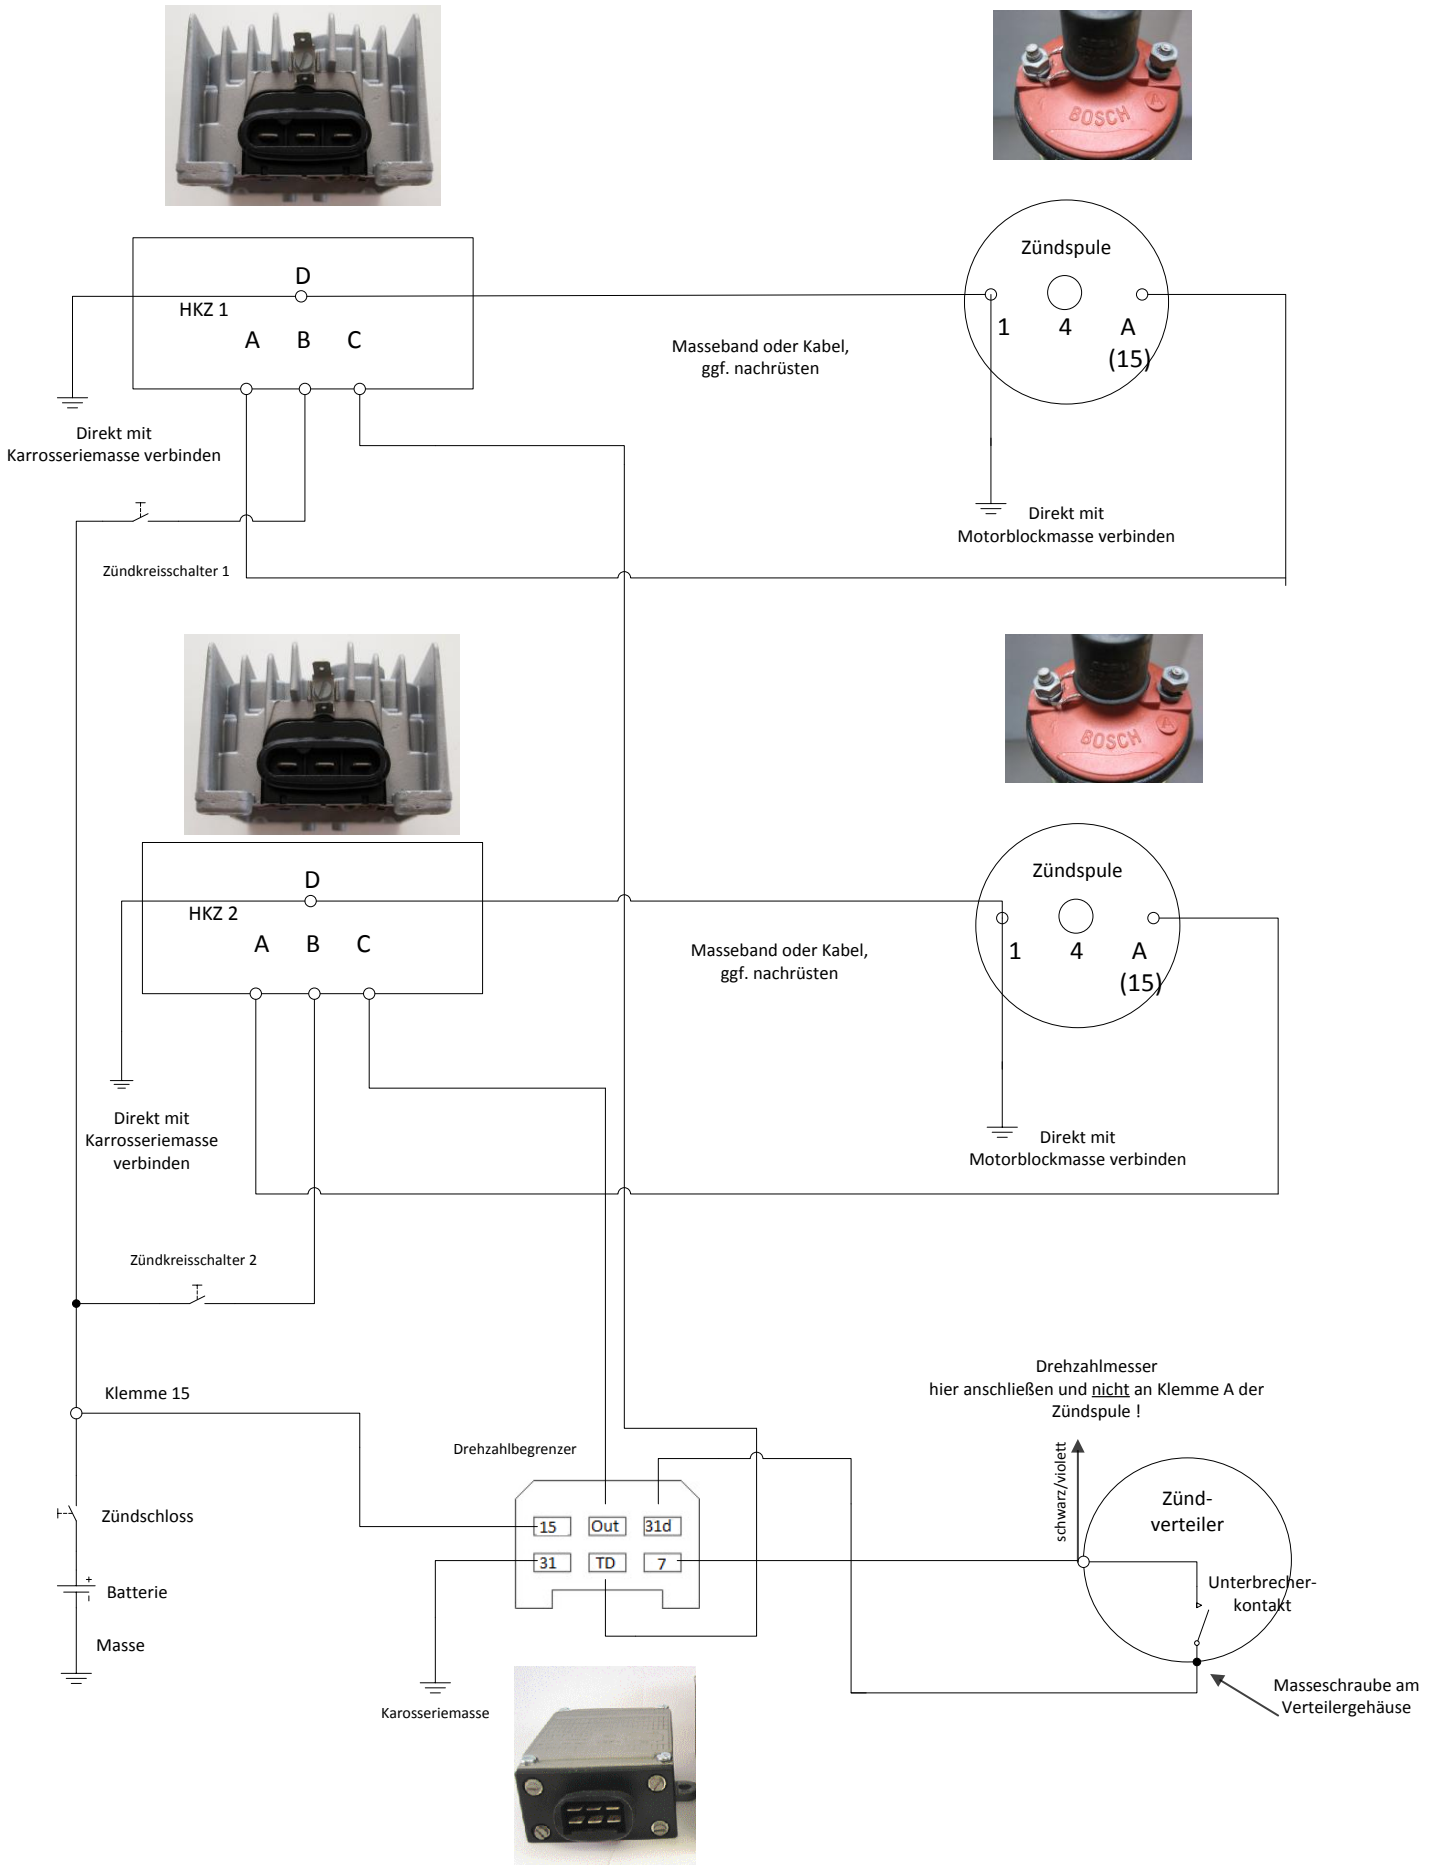 BOSCH
A
D
HKZ 1
A B C
Zündspule
1 4 A
(15)
Masseband oder Kabel,
ggf. nachrüsten
Direkt mit
Karrosseriemasse verbinden
Direkt mit
Motorblockmasse verbinden
Zündkreisschalter 1
BOSCH
A
D
HKZ 2
A B C
Zündspule
1 4 A
(15)
Masseband oder Kabel,
ggf. nachrüsten
Direkt mit
Karrosseriemasse
verbinden
Direkt mit
Motorblockmasse verbinden
Zündkreisschalter 2
Klemme 15
Drehzahlmesser
hier anschließen und nicht an Klemme A der
Zündspule !
schwarz/violett
Drehzahlbegrenzer
15 Out 31d
31 TD 7
Zündschloss
+
-
Batterie
Masse
Zünd-
verteiler
Unterbrecher-
kontakt
Masseschraube am
Verteilergehäuse
Karosseriemasse